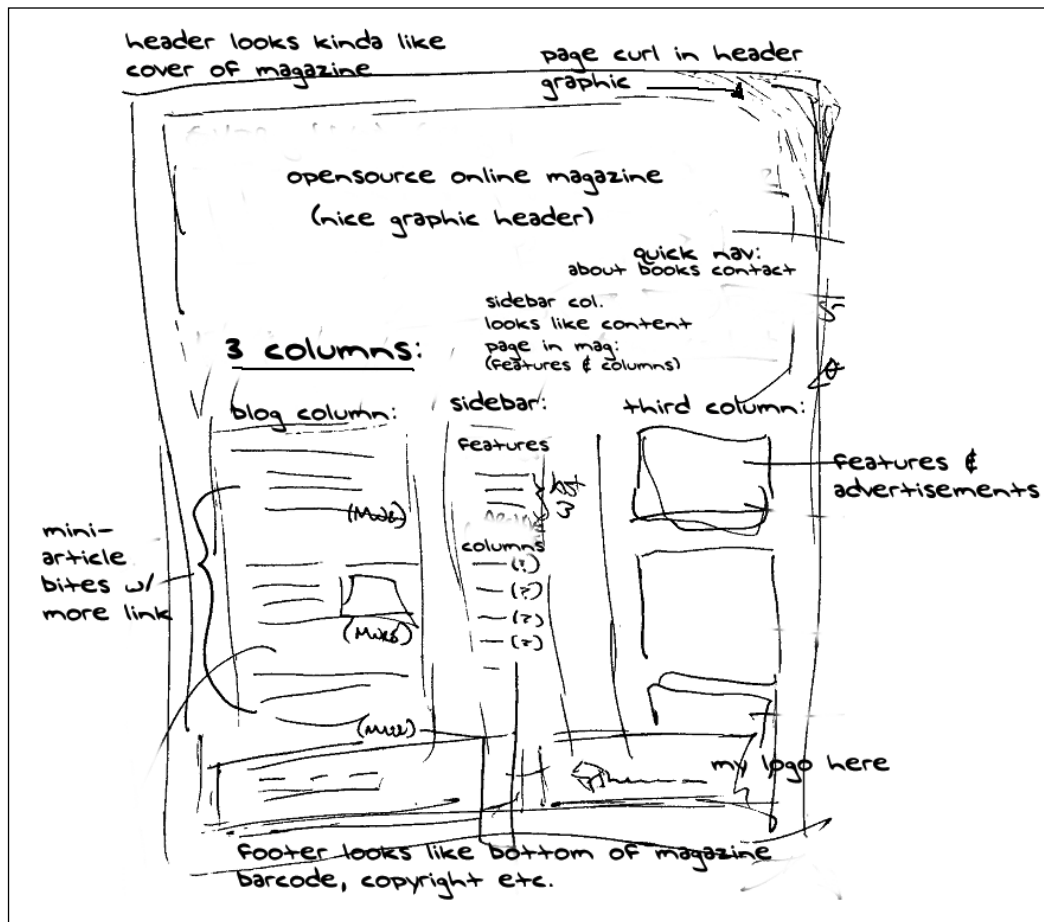 header looks kinda like
cover of magazine
page curl in header
graphic
opensource online magazine
(nice graphic header)
quick nav:
about books contact
sidebar col.
looks like content
page in mag:
(features & columns)
3 columns:
blog column:
sidebar:
third column:
features
features &
advertisements
columns
(?)
(?)
(?)
(?)
mini-
article
bites w/
more link
my logo here
footer looks like bottom of magazine
barcode, copyright etc.